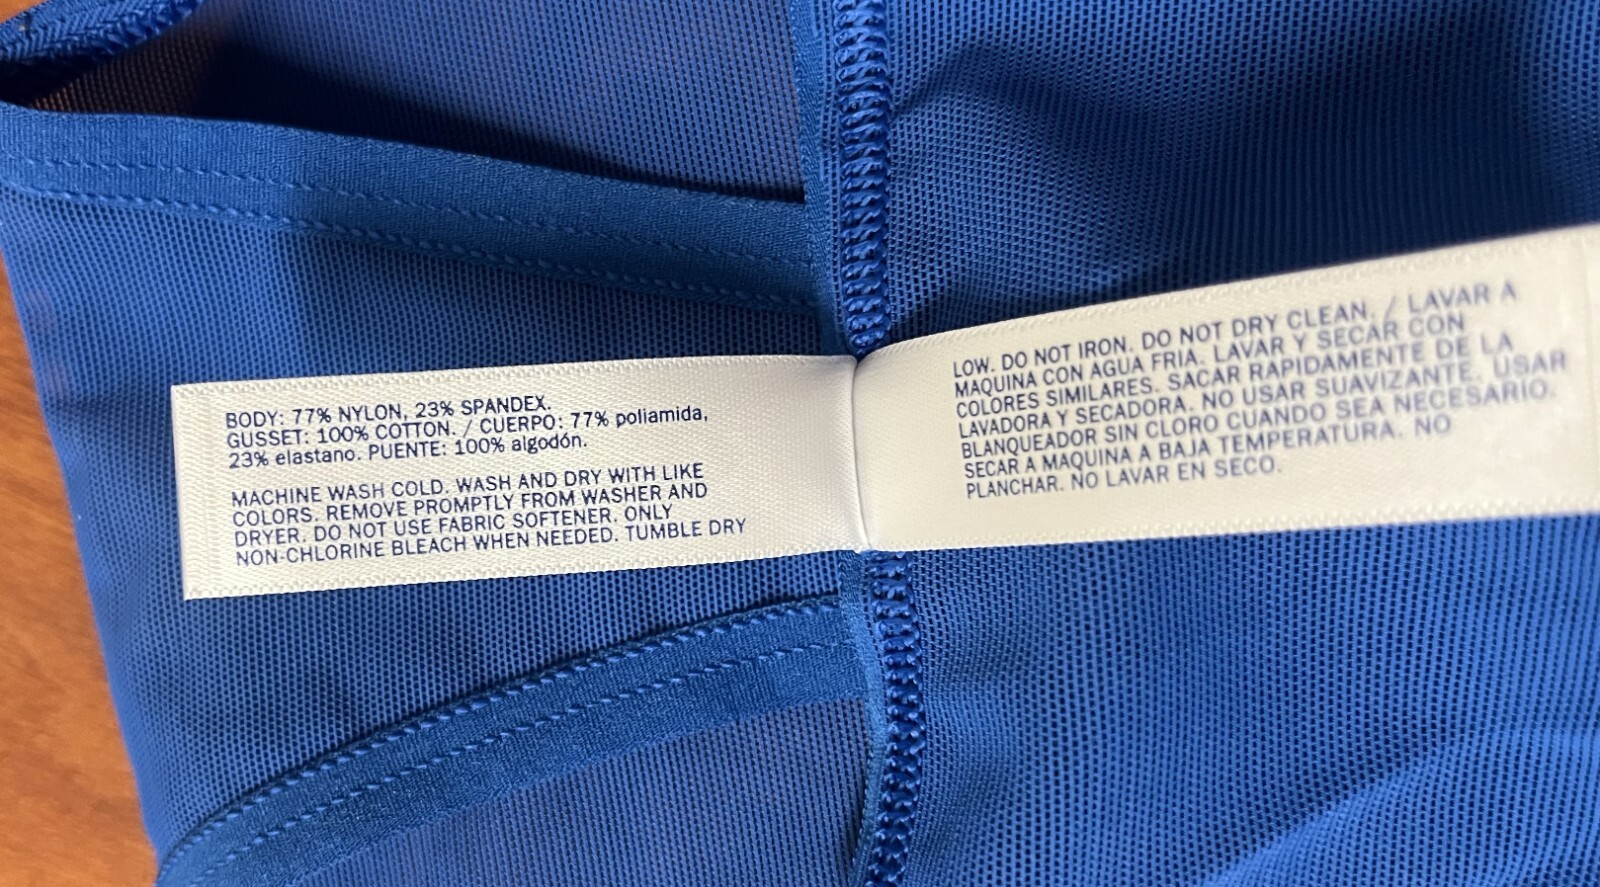 BODY: 77% NYLON, 23% SPANDEX.
GUSSET: 100% COTTON. / CUERPO: 77% poliamida,
23% elastano. PUENTE: 100% algodón.
MACHINE WASH COLD. WASH AND DRY WITH LIKE
COLORS. REMOVE PROMPTLY FROM WASHER AND
DRYER. DO NOT USE FABRIC SOFTENER. ONLY
NON-CHLORINE BLEACH WHEN NEEDED. TUMBLE DRY
LOW. DO NOT IRON. DO NOT DRY CLEAN. / LAVAR A
MAQUINA CON AGUA FRIA. LAVAR Y SECAR CON
COLORES SIMILARES. SACAR RAPIDAMENTE DE LA
LAVADORA Y SECADORA. NO USAR SUAVIZANTE. USAR
BLANQUEADOR SIN CLORO CUANDO SEA NECESARIO.
SECAR A MAQUINA A BAJA TEMPERATURA. NO
PLANCHAR. NO LAVAR EN SECO.